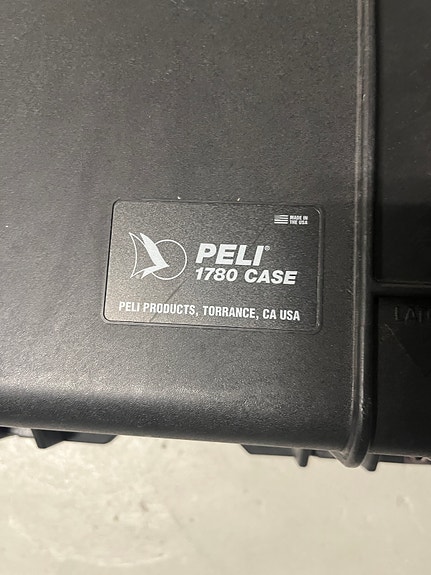 MADE IN
THE USA
PELI®
1780 CASE
PELI PRODUCTS, TORRANCE, CA USA